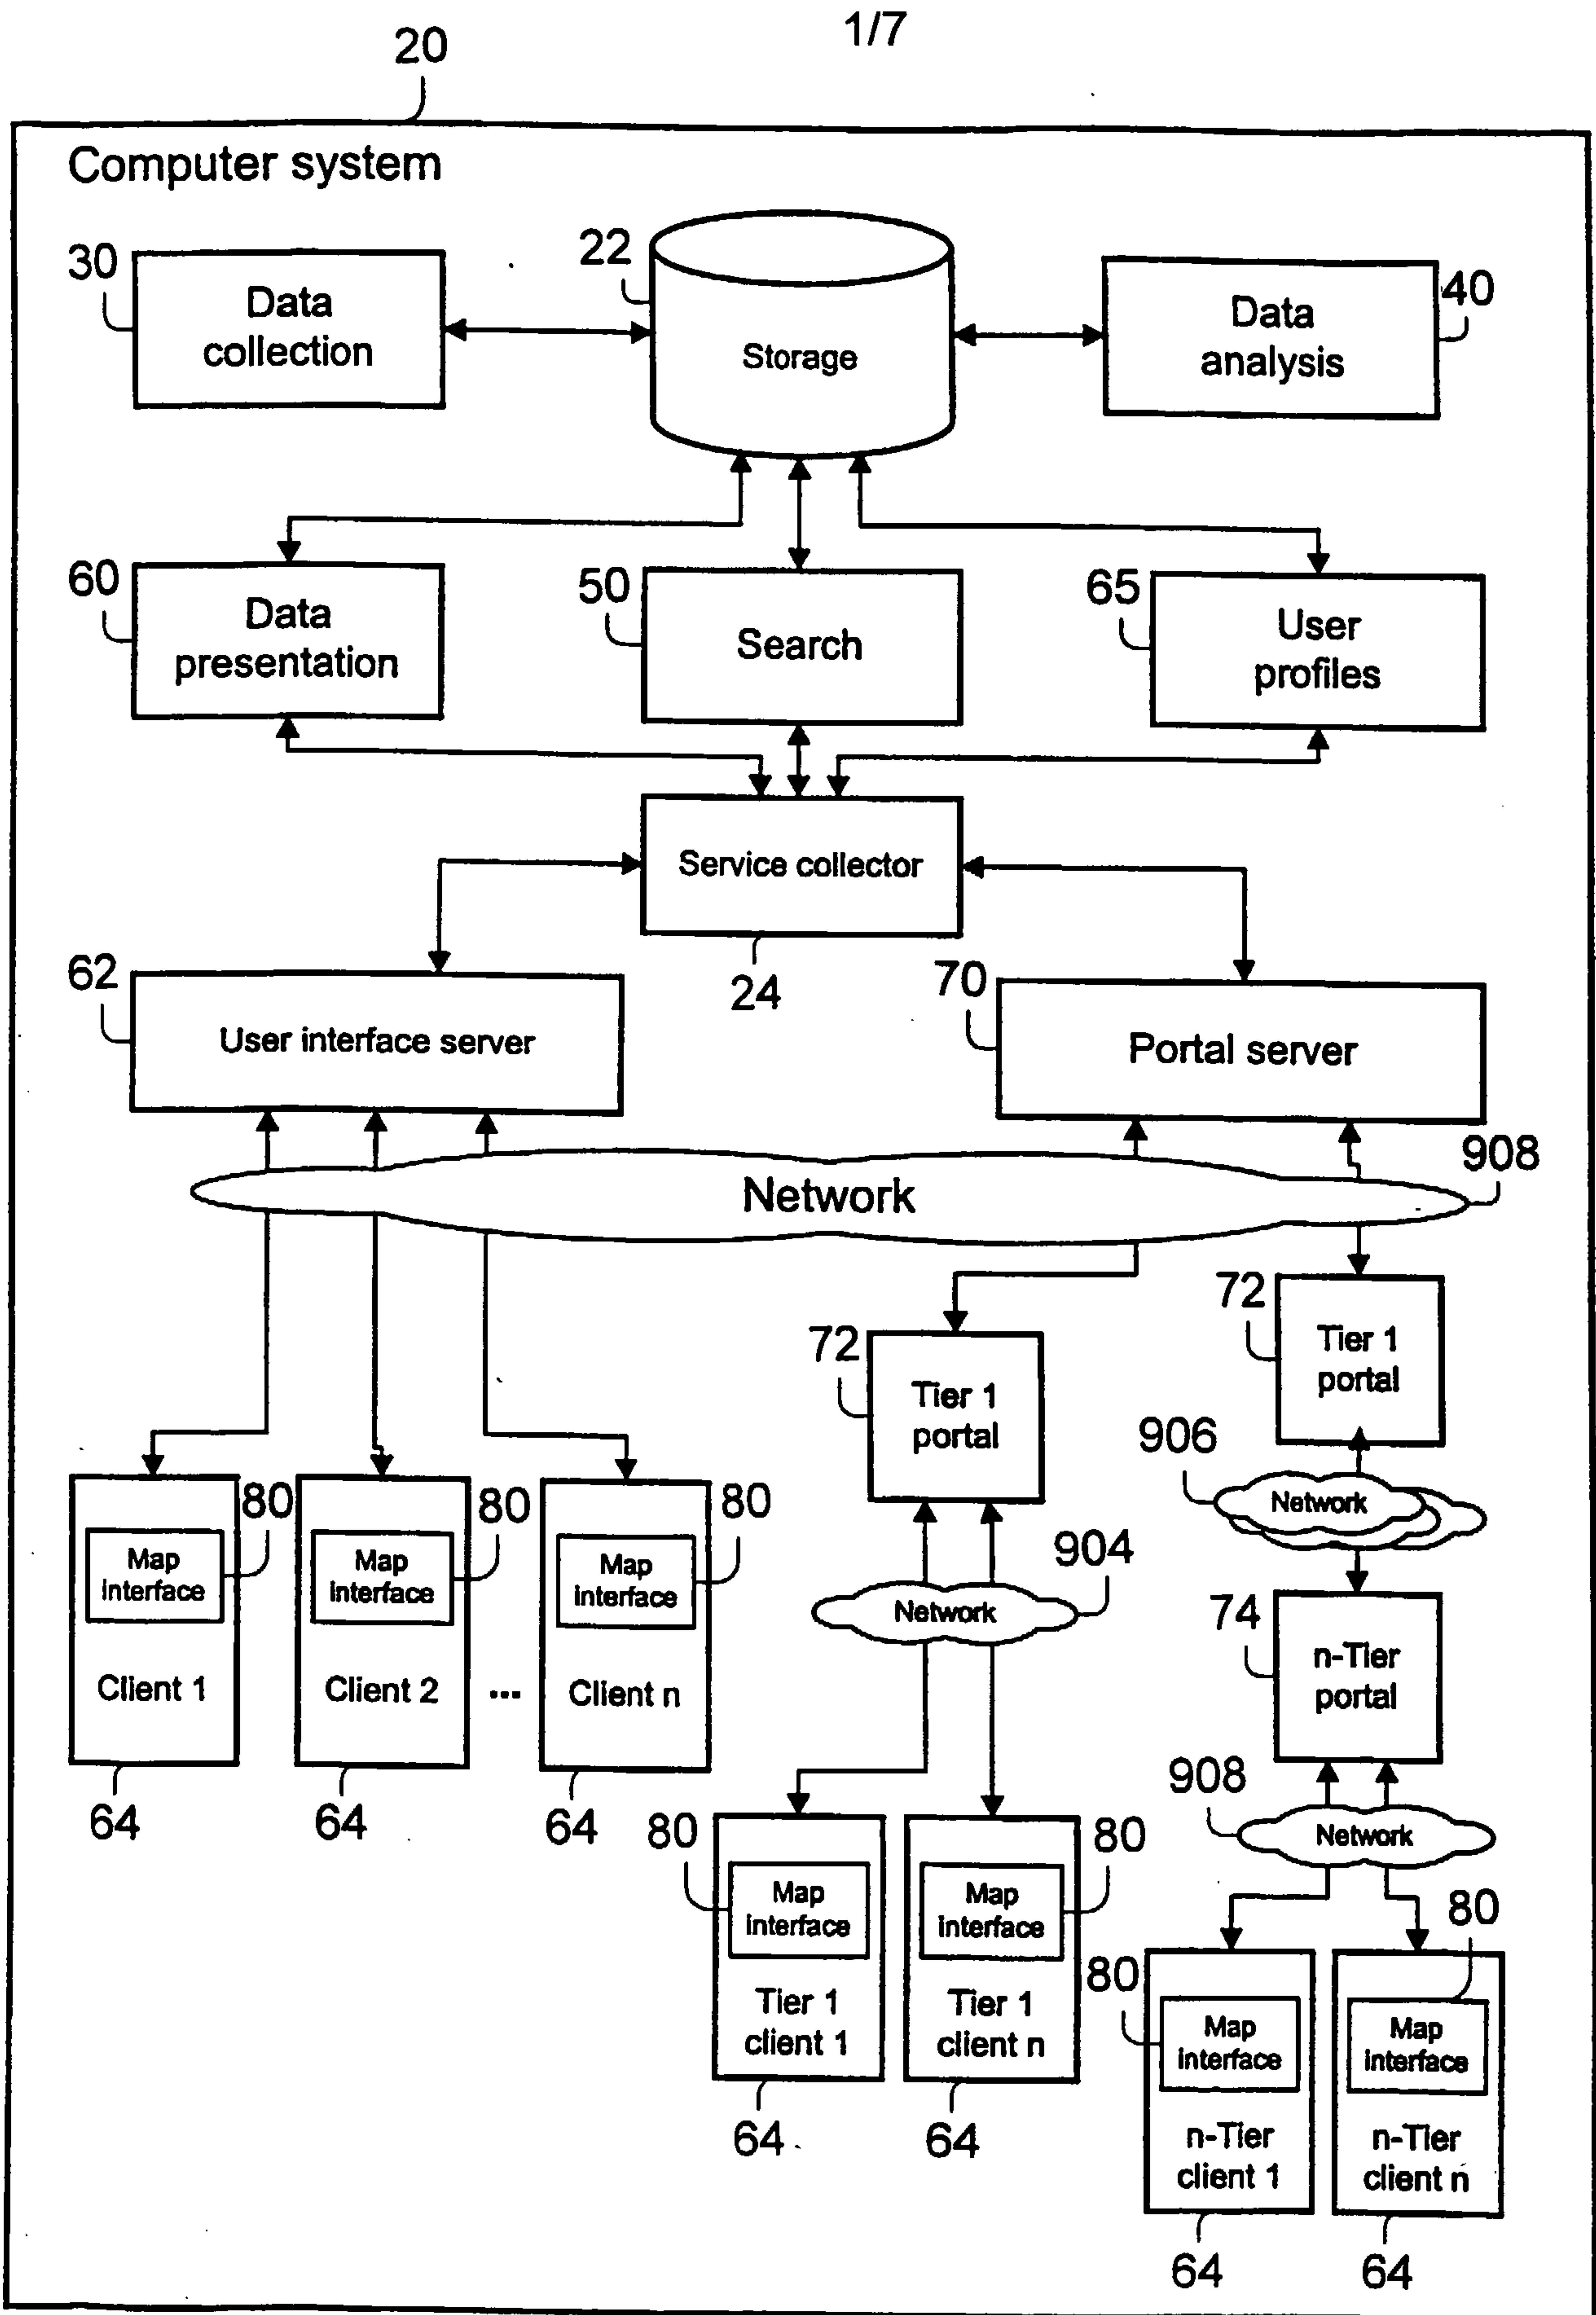 1/7
20
Computer system
30
Data
collection
22
Storage
40
Data
analysis
60
Data
presentation
50
Search
65
User
profiles
Service collector
24
62
User interface server
70
Portal server
Network
908
72
Tier 1
portal
72
Tier 1
portal
906
Network
80
Map
interface
Client 1
64
80
Map
interface
Client 2
64
...
80
Map
interface
Client n
64
904
Network
74
n-Tier
portal
908
Network
80
Map
interface
Tier 1
client 1
64
80
Map
interface
Tier 1
client n
64
80
Map
interface
n-Tier
client 1
64
80
Map
interface
n-Tier
client n
64